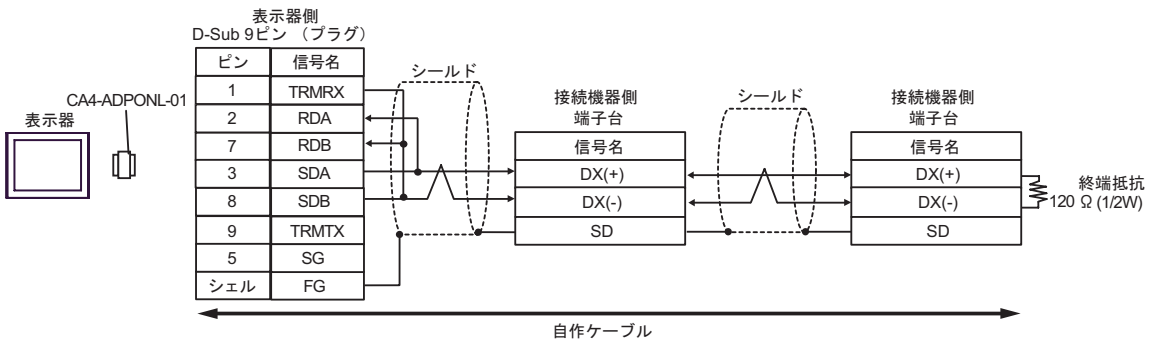 表示器側
D-Sub 9ピン （プラグ）
ピン 信号名
1 TRMRX
2 RDA
7 RDB
3 SDA
8 SDB
9 TRMTX
5 SG
シェル FG
CA4-ADPONL-01
表示器
シールド
接続機器側
端子台
信号名
DX(+)
DX(-)
SD
シールド
接続機器側
端子台
信号名
DX(+)
DX(-)
SD
終端抵抗
120 Ω (1/2W)
自作ケーブル